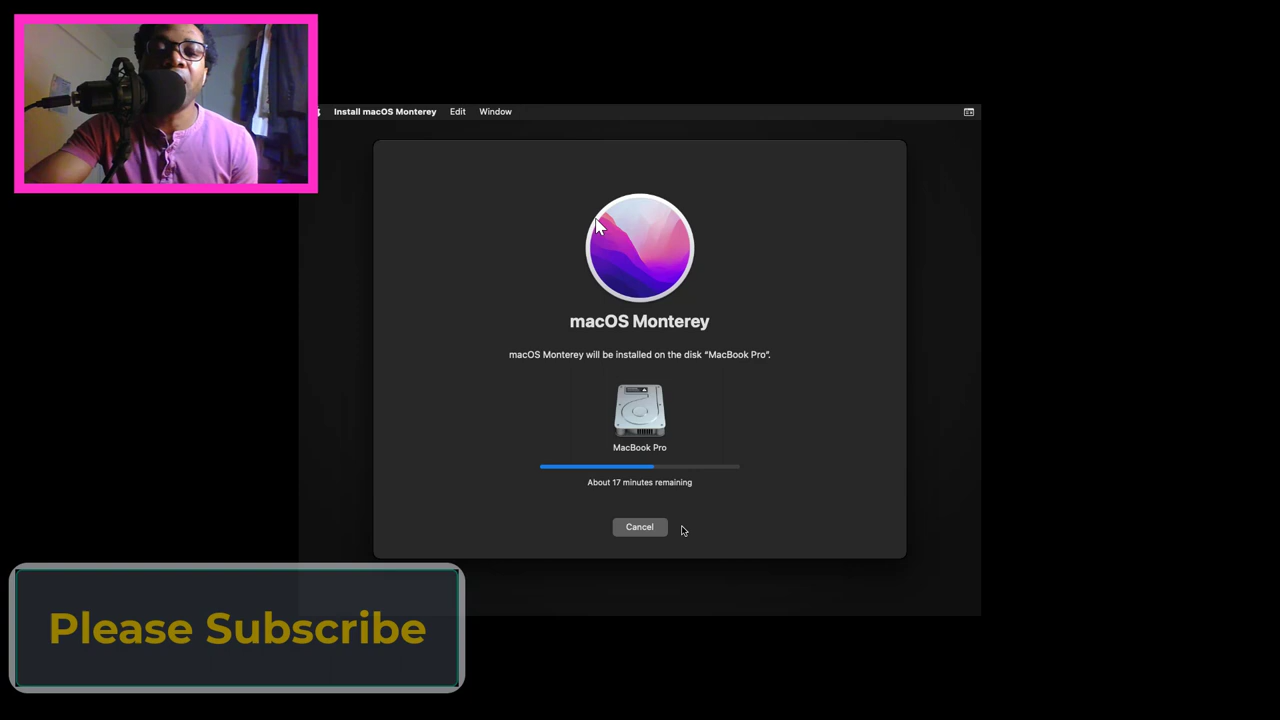 Install macOS Monterey Edit Window
macOS Monterey
macOS Monterey will be installed on the disk “MacBook Pro”.
MacBook Pro
About 17 minutes remaining
Cancel
Please Subscribe